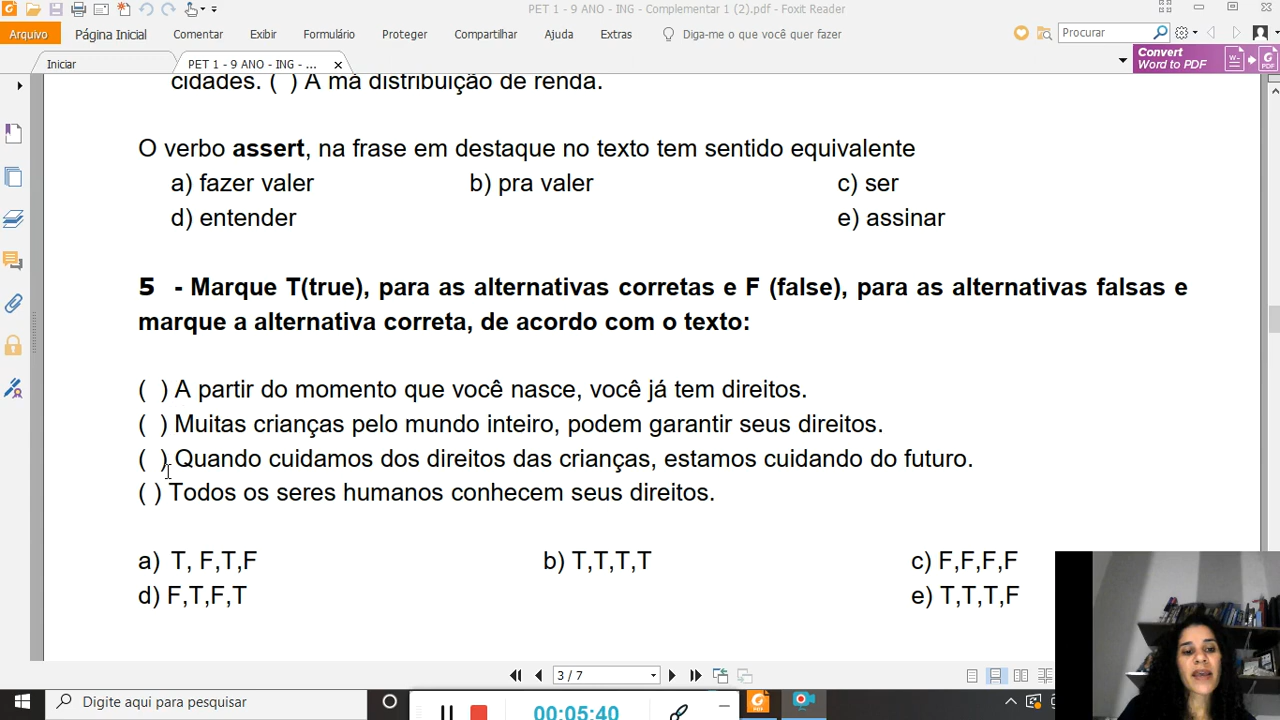 PET 1 - 9 ANO - ING - Complementar 1 (2).pdf - Foxit Reader
Arquivo Página Inicial Comentar Exibir Formulário Proteger Compartilhar Ajuda Extras Diga-me o que você quer fazer Procurar
Iniciar PET 1 - 9 ANO - ING - ... Convert Word to PDF
cidades. ( ) A má distribuição de renda.
O verbo assert, na frase em destaque no texto tem sentido equivalente
a) fazer valer b) pra valer c) ser
d) entender e) assinar
5 - Marque T(true), para as alternativas corretas e F (false), para as alternativas falsas e
marque a alternativa correta, de acordo com o texto:
( ) A partir do momento que você nasce, você já tem direitos.
( ) Muitas crianças pelo mundo inteiro, podem garantir seus direitos.
( ) Quando cuidamos dos direitos das crianças, estamos cuidando do futuro.
( ) Todos os seres humanos conhecem seus direitos.
a) T, F,T,F b) T,T,T,T c) F,F,F,F
d) F,T,F,T e) T,T,T,F
3 / 7
Digite aqui para pesquisar 00:05:40